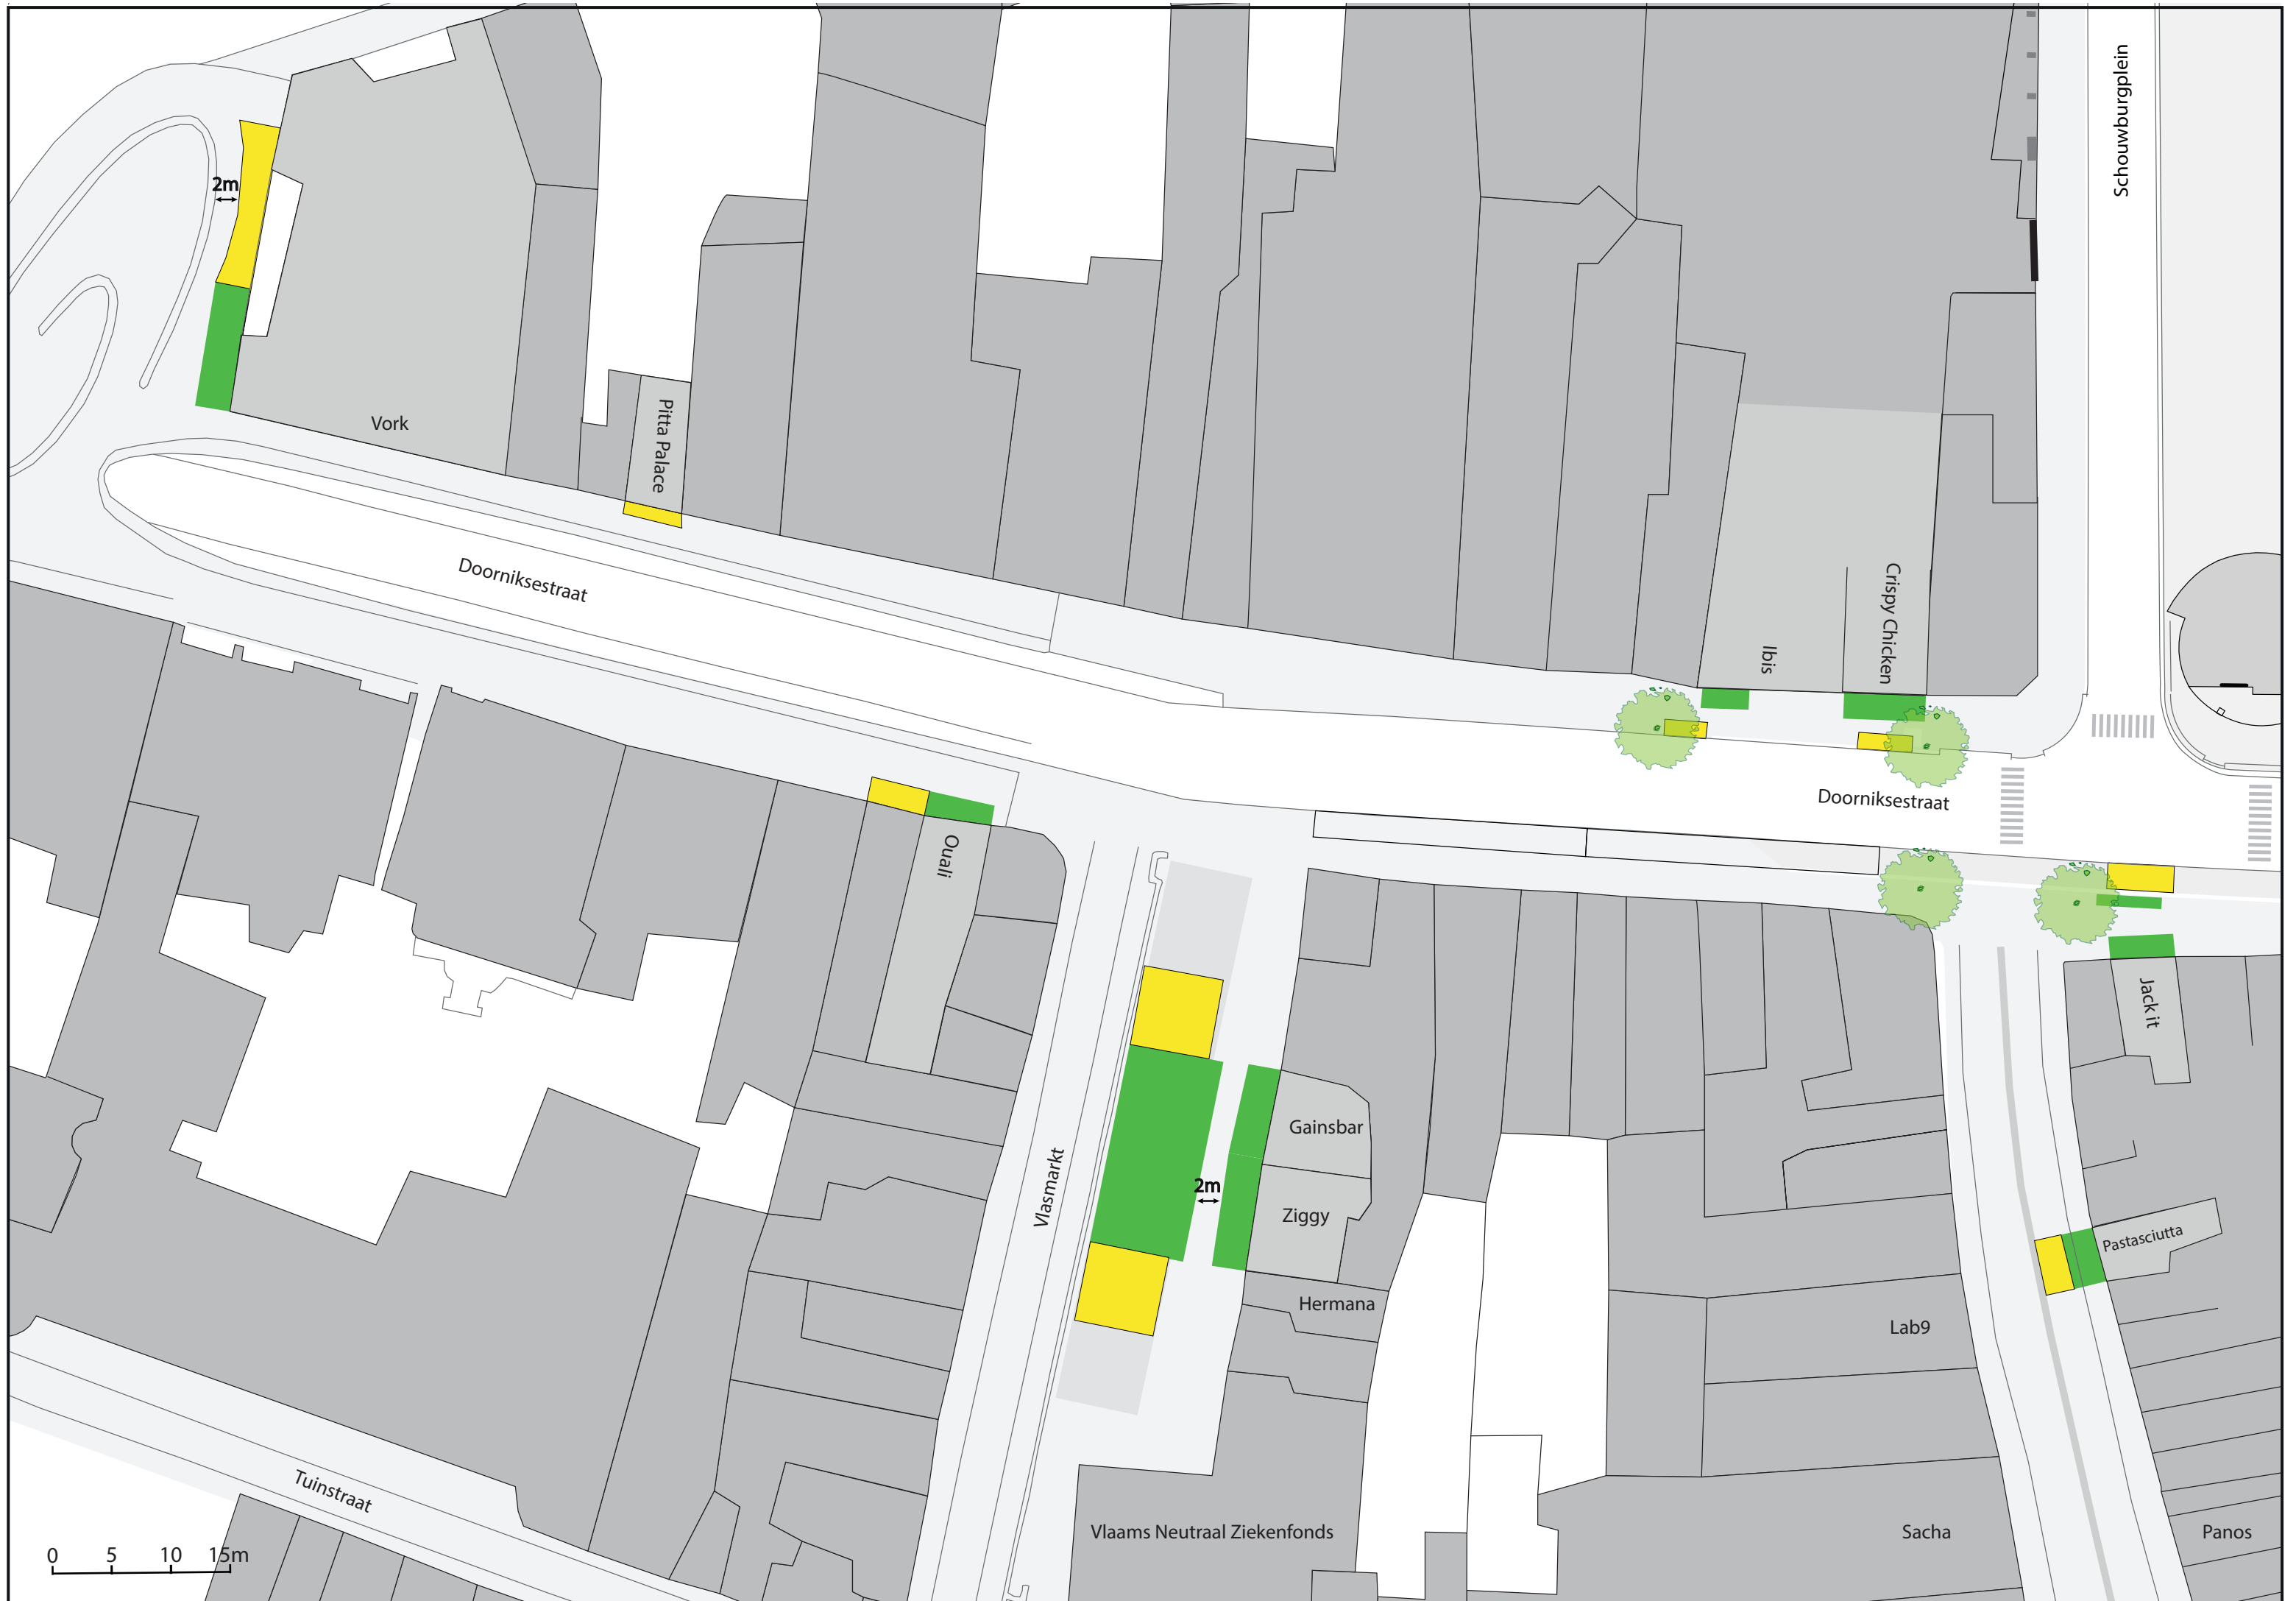 Schouwburgplein
2m
Vork
Pitta Palace
Doorniksestraat
Crispy Chicken
Ibis
Doorniksestraat
Ouali
Jack it
Gainsbar
Vlasmarkt
2m
Ziggy
Pastasciutta
Hermana
Lab9
Tuinstraat
Vlaams Neutraal Ziekenfonds
Sacha
Panos
0 5 10 15m